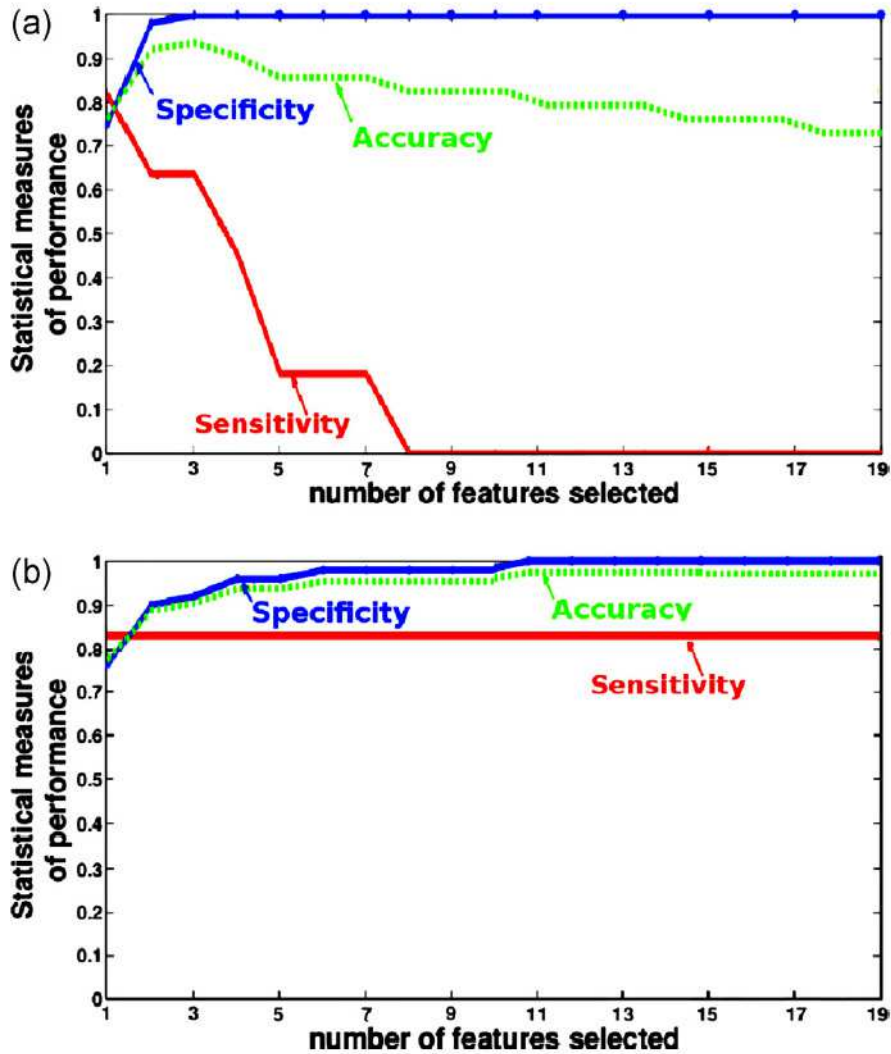 (a)
Statistical measures
of performance
1
0.9
0.8
0.7
0.6
0.5
0.4
0.3
0.2
0.1
0
Specificity
Accuracy
Sensitivity
1 3 5 7 9 11 13 15 17 19
number of features selected
(b)
Statistical measures
of performance
1
0.9
0.8
0.7
0.6
0.5
0.4
0.3
0.2
0.1
0
Specificity
Accuracy
Sensitivity
1 3 5 7 9 11 13 15 17 19
number of features selected